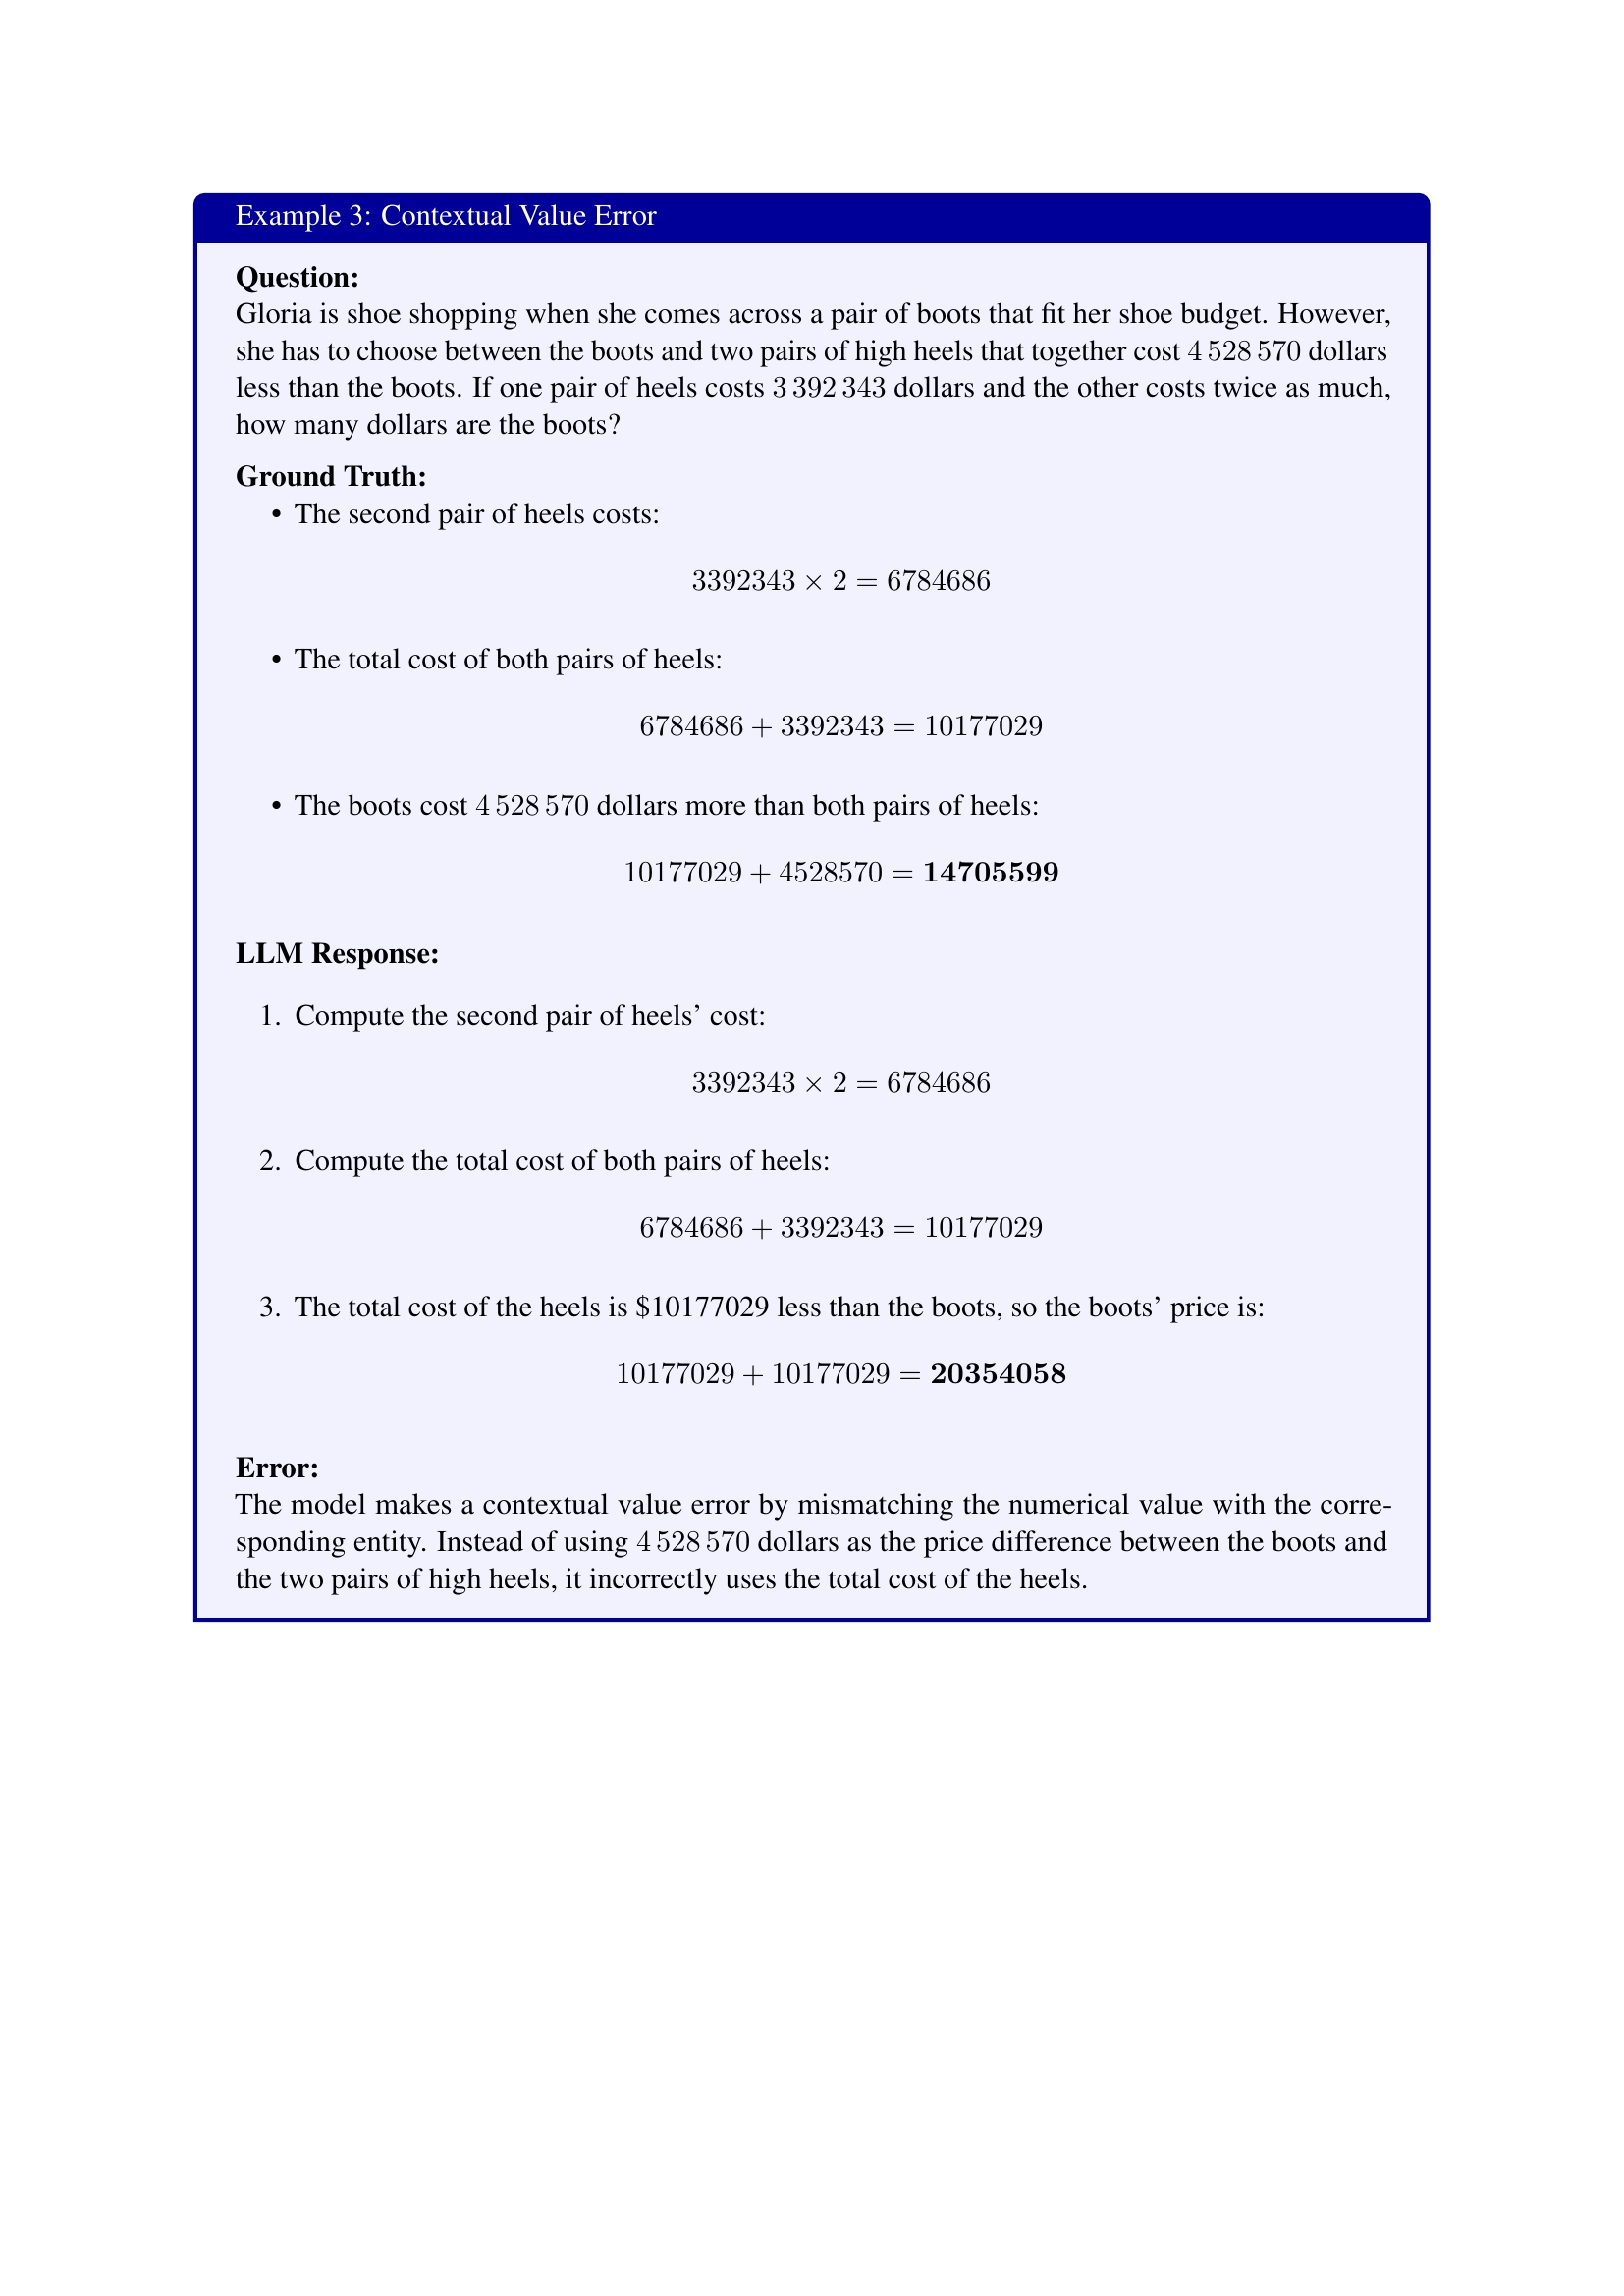 Example 3: Contextual Value Error
Question:
Gloria is shoe shopping when she comes across a pair of boots that fit her shoe budget. However,
she has to choose between the boots and two pairs of high heels that together cost 4 528 570 dollars
less than the boots. If one pair of heels costs 3 392 343 dollars and the other costs twice as much,
how many dollars are the boots?
Ground Truth:
• The second pair of heels costs:
3392343 × 2 = 6784686
• The total cost of both pairs of heels:
6784686 + 3392343 = 10177029
• The boots cost 4 528 570 dollars more than both pairs of heels:
10177029 + 4528570 = 14705599
LLM Response:
1. Compute the second pair of heels’ cost:
3392343 × 2 = 6784686
2. Compute the total cost of both pairs of heels:
6784686 + 3392343 = 10177029
3. The total cost of the heels is $10177029 less than the boots, so the boots’ price is:
10177029 + 10177029 = 20354058
Error:
The model makes a contextual value error by mismatching the numerical value with the corre-
sponding entity. Instead of using 4 528 570 dollars as the price difference between the boots and
the two pairs of high heels, it incorrectly uses the total cost of the heels.